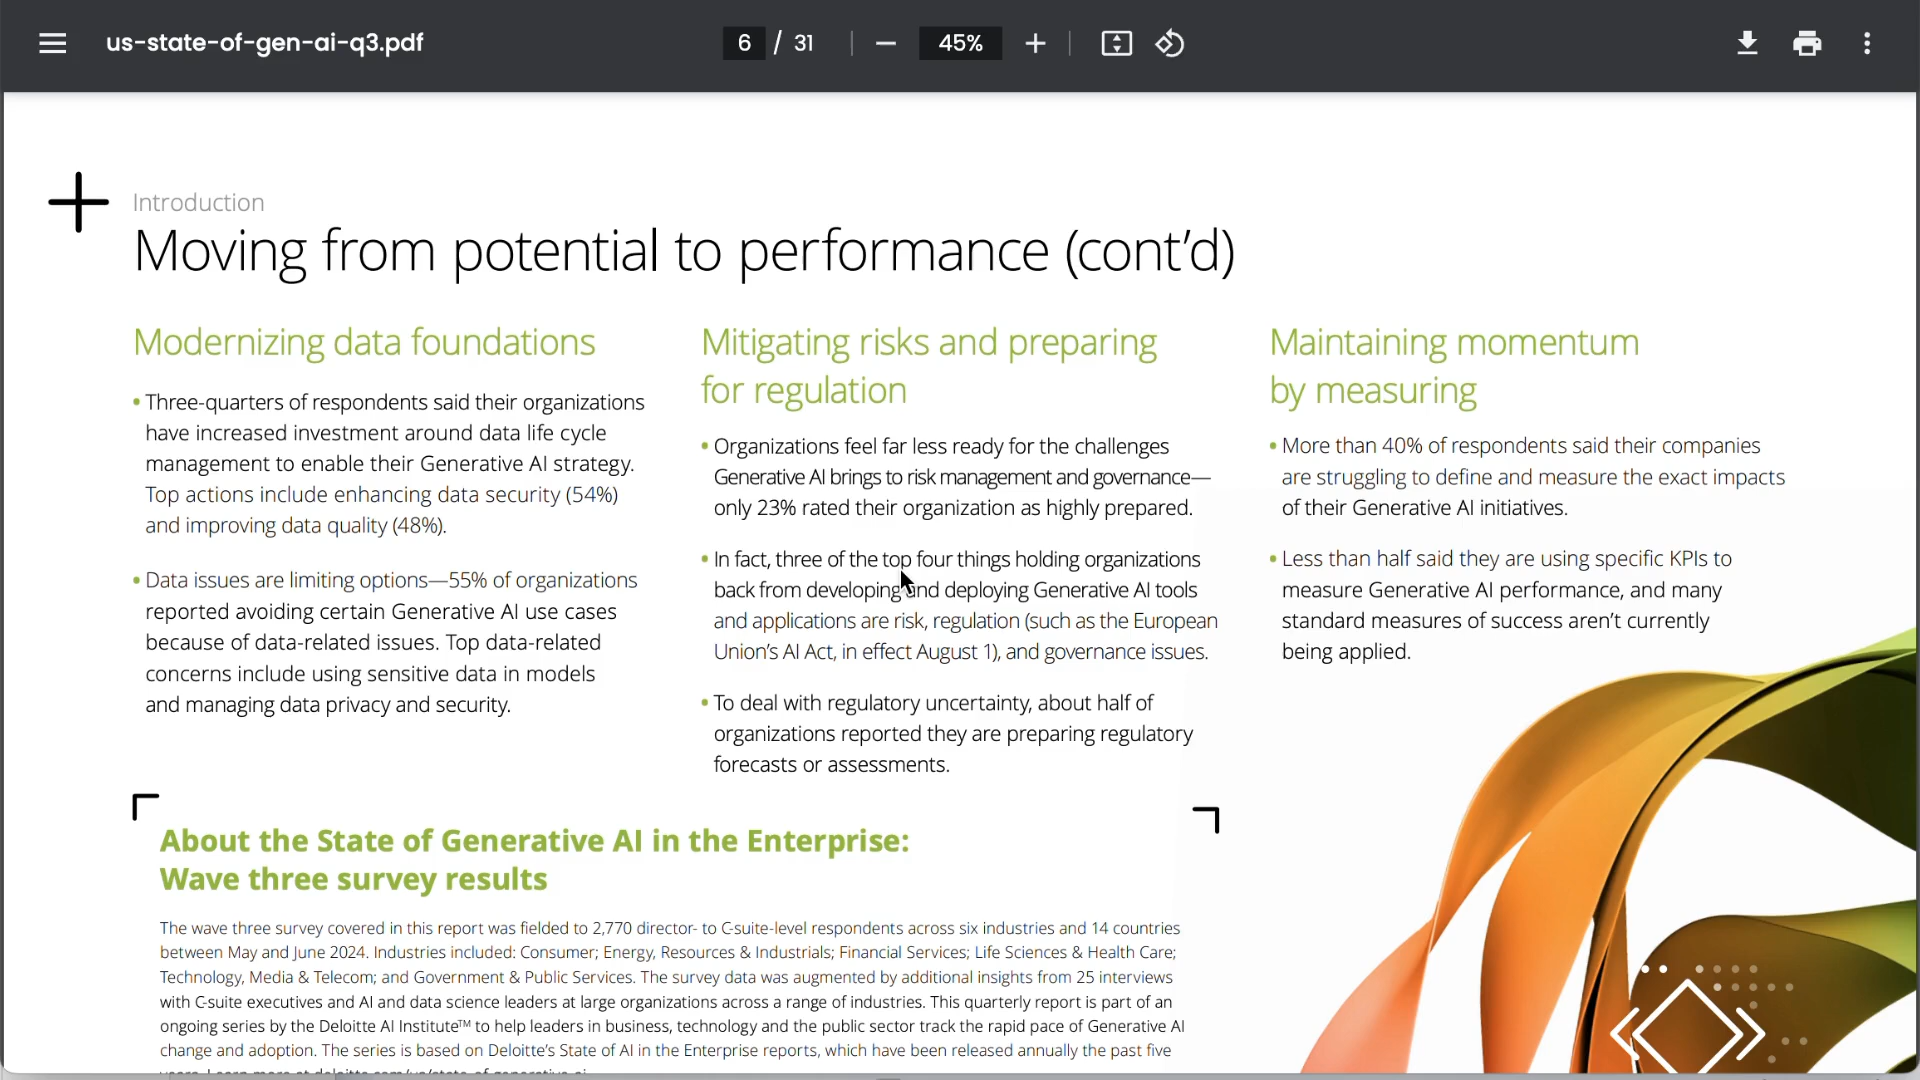 us-state-of-gen-ai-q3.pdf
6 / 31
45%
Introduction
Moving from potential to performance (cont’d)
Modernizing data foundations
• Three-quarters of respondents said their organizations
have increased investment around data life cycle
management to enable their Generative AI strategy.
Top actions include enhancing data security (54%)
and improving data quality (48%).
• Data issues are limiting options—55% of organizations
reported avoiding certain Generative AI use cases
because of data-related issues. Top data-related
concerns include using sensitive data in models
and managing data privacy and security.
Mitigating risks and preparing
for regulation
• Organizations feel far less ready for the challenges
Generative AI brings to risk management and governance—
only 23% rated their organization as highly prepared.
• In fact, three of the top four things holding organizations
back from developing and deploying Generative AI tools
and applications are risk, regulation (such as the European
Union’s AI Act, in effect August 1), and governance issues.
• To deal with regulatory uncertainty, about half of
organizations reported they are preparing regulatory
forecasts or assessments.
Maintaining momentum
by measuring
• More than 40% of respondents said their companies
are struggling to define and measure the exact impacts
of their Generative AI initiatives.
• Less than half said they are using specific KPIs to
measure Generative AI performance, and many
standard measures of success aren’t currently
being applied.
About the State of Generative AI in the Enterprise:
Wave three survey results
The wave three survey covered in this report was fielded to 2,770 director- to C-suite-level respondents across six industries and 14 countries
between May and June 2024. Industries included: Consumer; Energy, Resources & Industrials; Financial Services; Life Sciences & Health Care;
Technology, Media & Telecom; and Government & Public Services. The survey data was augmented by additional insights from 25 interviews
with C-suite executives and AI and data science leaders at large organizations across a range of industries. This quarterly report is part of an
ongoing series by the Deloitte AI Institute™ to help leaders in business, technology and the public sector track the rapid pace of Generative AI
change and adoption. The series is based on Deloitte’s State of AI in the Enterprise reports, which have been released annually the past five